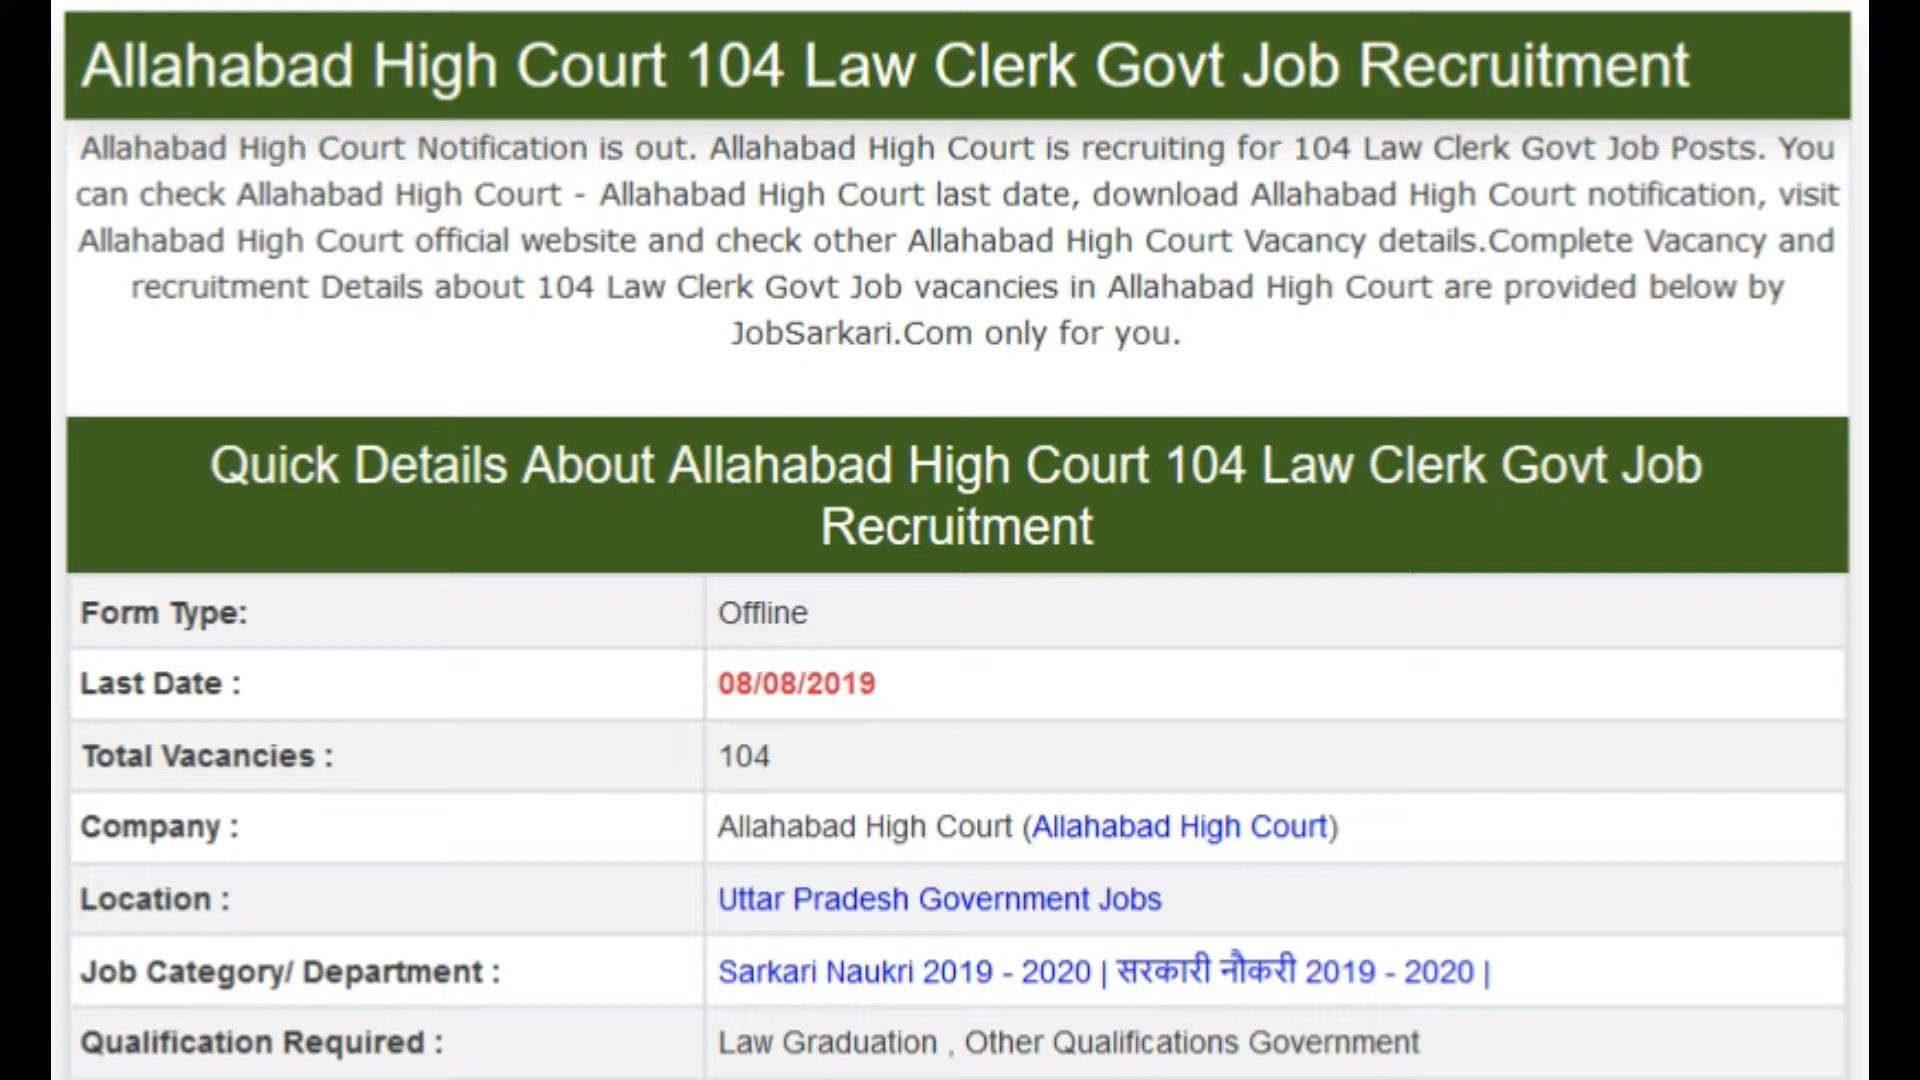 Allahabad High Court 104 Law Clerk Govt Job Recruitment
Allahabad High Court Notification is out. Allahabad High Court is recruiting for 104 Law Clerk Govt Job Posts. You
can check Allahabad High Court - Allahabad High Court last date, download Allahabad High Court notification, visit
Allahabad High Court official website and check other Allahabad High Court Vacancy details.Complete Vacancy and
recruitment Details about 104 Law Clerk Govt Job vacancies in Allahabad High Court are provided below by
JobSarkari.Com only for you.
Quick Details About Allahabad High Court 104 Law Clerk Govt Job
Recruitment
Form Type: Offline
Last Date : 08/08/2019
Total Vacancies : 104
Company : Allahabad High Court (Allahabad High Court)
Location : Uttar Pradesh Government Jobs
Job Category/ Department : Sarkari Naukri 2019 - 2020 | सरकारी नौकरी 2019 - 2020 |
Qualification Required : Law Graduation , Other Qualifications Government